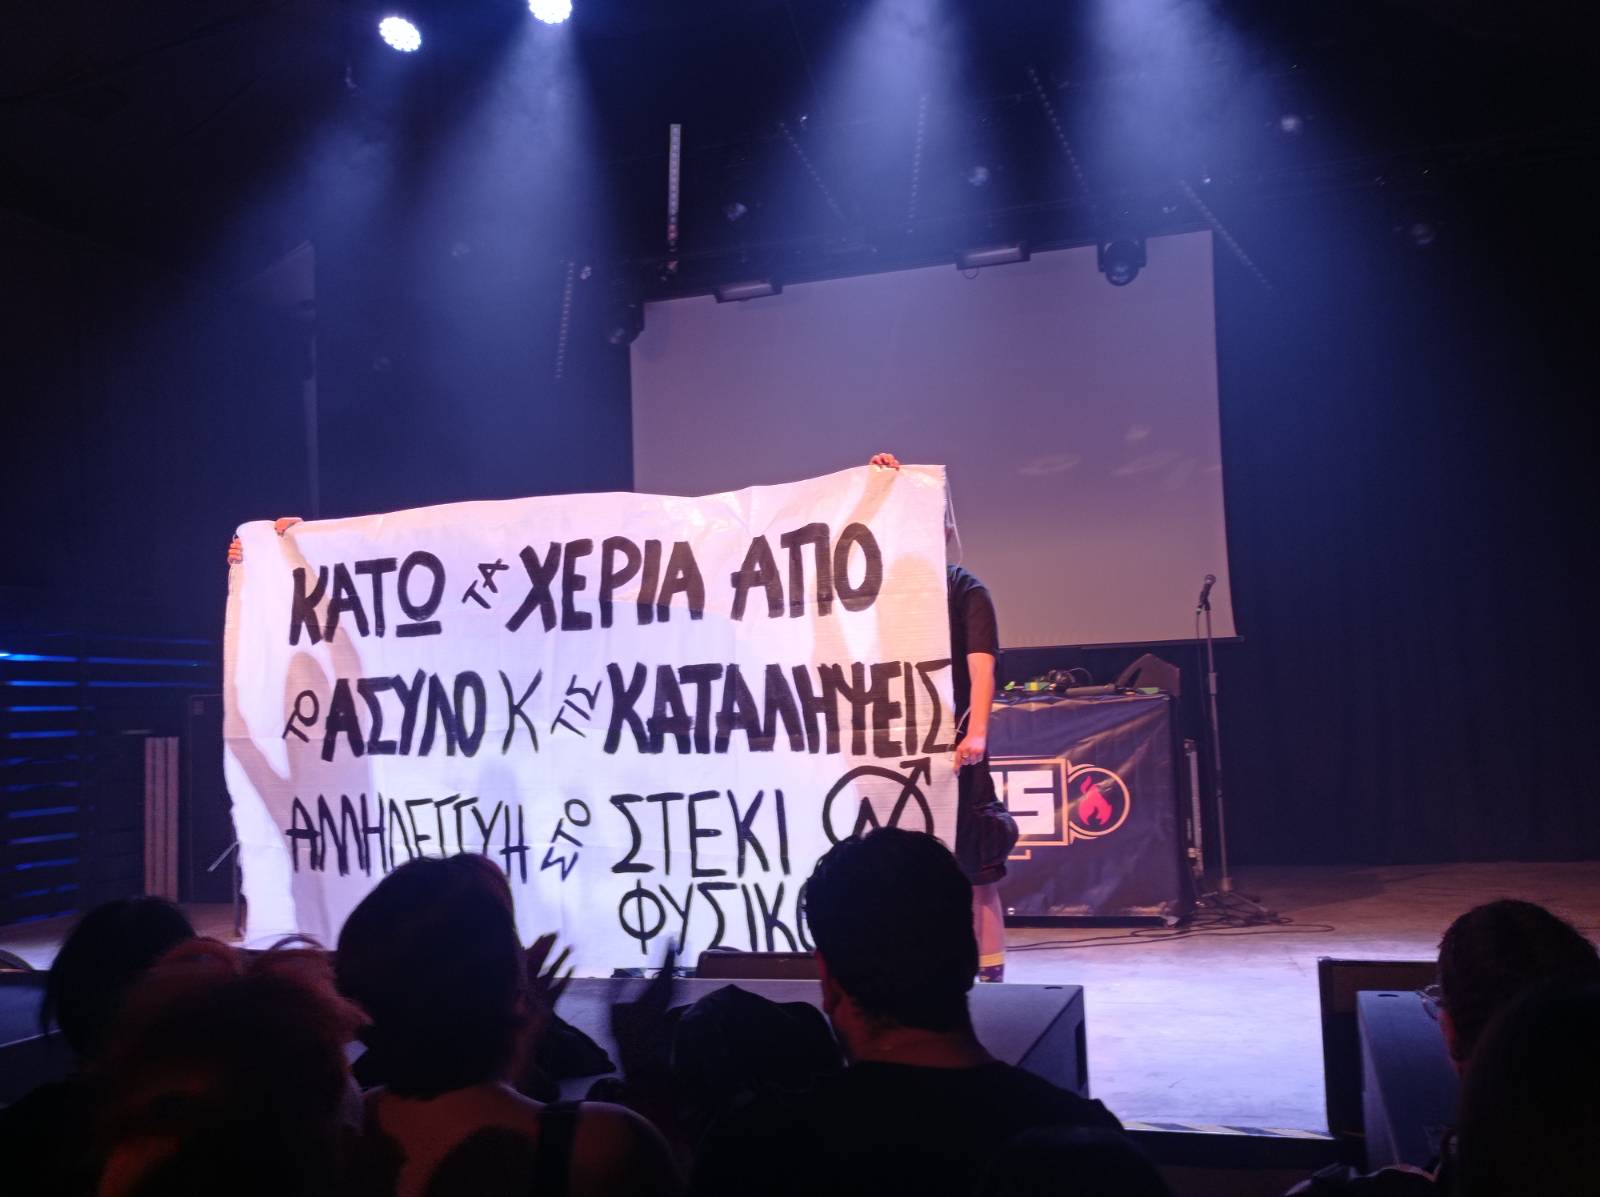 ΚΑΤΩ ΤΑ ΧΕΡΙΑ ΑΠΟ
ΤΟ ΑΣΥΛΟ Κ ΤΙΣ ΚΑΤΑΛΗΨΕΙΣ
ΑΛΛΗΛΕΓΓΥΗ ΣΤΟ ΣΤΕΚΙ